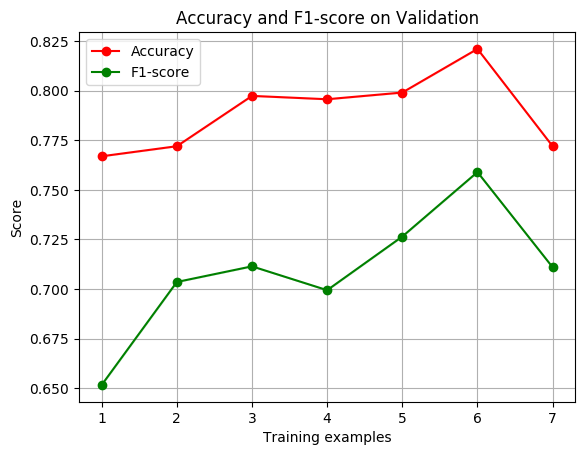 Accuracy and F1-score on Validation
Accuracy
F1-score
0.825
0.800
0.775
0.750
0.725
0.700
0.675
0.650
Score
1 2 3 4 5 6 7
Training examples